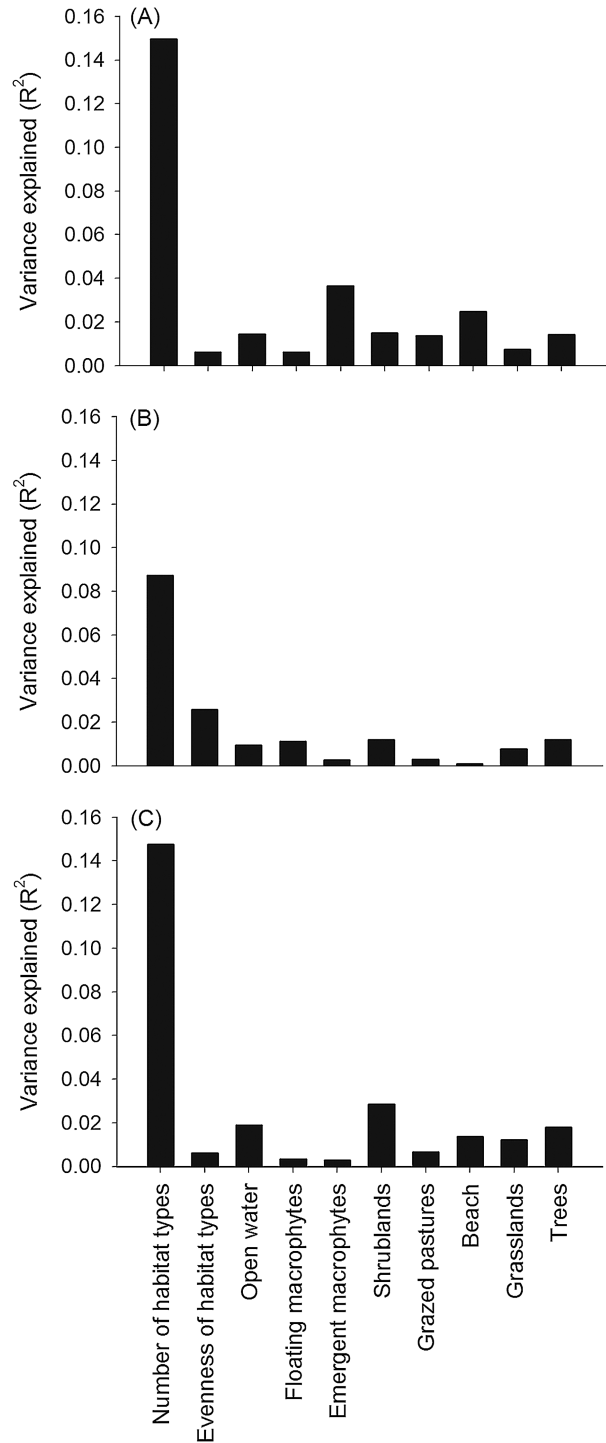 (A)
Variance explained (R²)
0.16
0.14
0.12
0.10
0.08
0.06
0.04
0.02
0.00
(B)
Variance explained (R²)
0.16
0.14
0.12
0.10
0.08
0.06
0.04
0.02
0.00
(C)
Variance explained (R²)
0.16
0.14
0.12
0.10
0.08
0.06
0.04
0.02
0.00
Number of habitat types
Evenness of habitat types
Open water
Floating macrophytes
Emergent macrophytes
Shrublands
Grazed pastures
Beach
Grasslands
Trees